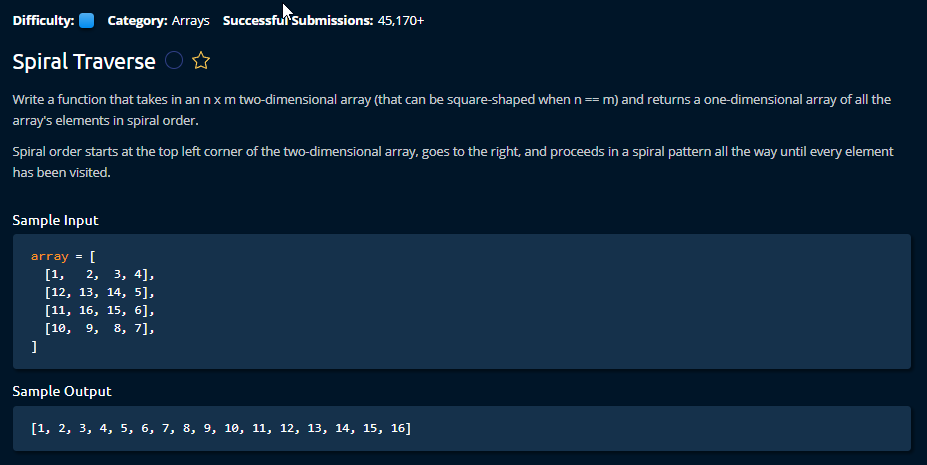 Difficulty: Category: Arrays Successful Submissions: 45,170+
Spiral Traverse
Write a function that takes in an n x m two-dimensional array (that can be square-shaped when n == m) and returns a one-dimensional array of all the
array's elements in spiral order.
Spiral order starts at the top left corner of the two-dimensional array, goes to the right, and proceeds in a spiral pattern all the way until every element
has been visited.
Sample Input
array = [
[1, 2, 3, 4],
[12, 13, 14, 5],
[11, 16, 15, 6],
[10, 9, 8, 7],
]
Sample Output
[1, 2, 3, 4, 5, 6, 7, 8, 9, 10, 11, 12, 13, 14, 15, 16]